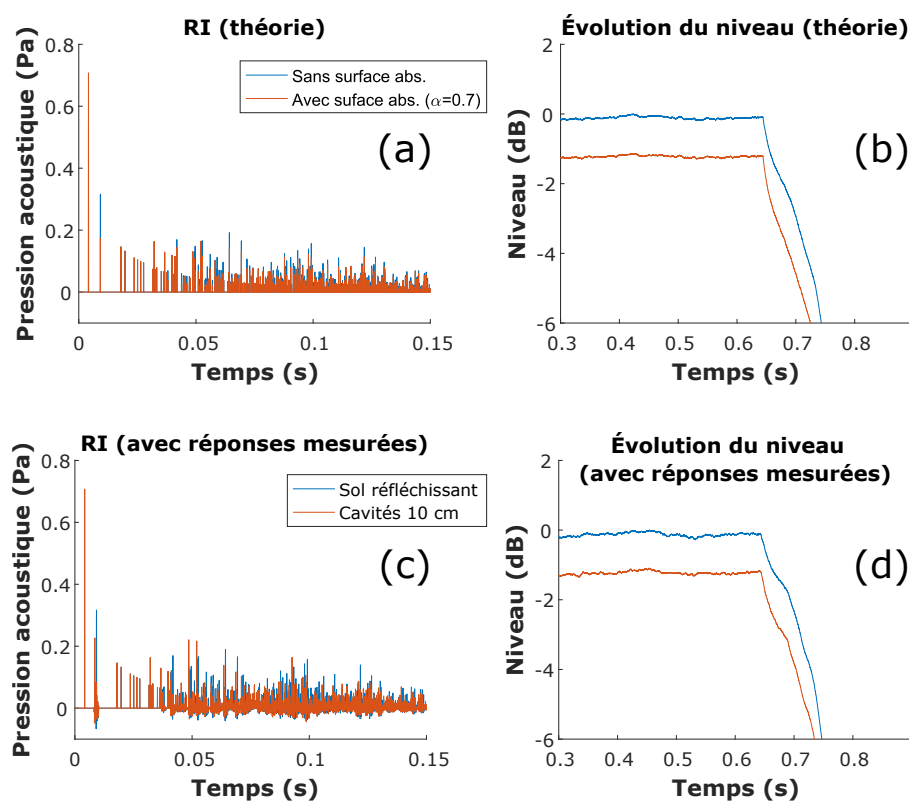 RI (théorie)
Pression acoustique (Pa)
0.8
0.6
0.4
0.2
0
Sans surface abs.
Avec suface abs. (α=0.7)
(a)
0
0.05
0.1
0.15
Temps (s)
Évolution du niveau (théorie)
Niveau (dB)
2
0
-2
-4
-6
(b)
0.3
0.4
0.5
0.6
0.7
0.8
Temps (s)
RI (avec réponses mesurées)
Pression acoustique (Pa)
0.8
0.6
0.4
0.2
0
Sol réfléchissant
Cavités 10 cm
(c)
0
0.05
0.1
0.15
Temps (s)
Évolution du niveau
(avec réponses mesurées)
Niveau (dB)
2
0
-2
-4
-6
(d)
0.3
0.4
0.5
0.6
0.7
0.8
Temps (s)